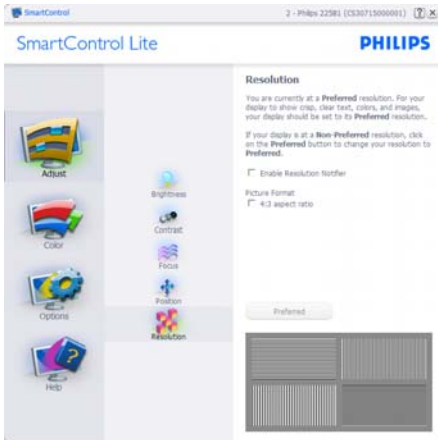 SmartControl
2 - Philips 225B1 (CS30715000001)
SmartControl Lite
PHILIPS
Adjust
Color
Options
Help
Brightness
Contrast
Focus
Position
Resolution
Resolution
You are currently at a Preferred resolution. For your
display to show crisp, clear text, colors, and images,
your display should be set to its Preferred resolution.
If your display is at a Non-Preferred resolution, click
on the Preferred button to change your resolution to
Preferred.
Enable Resolution Notifier
Picture Format
4:3 aspect ratio
Preferred